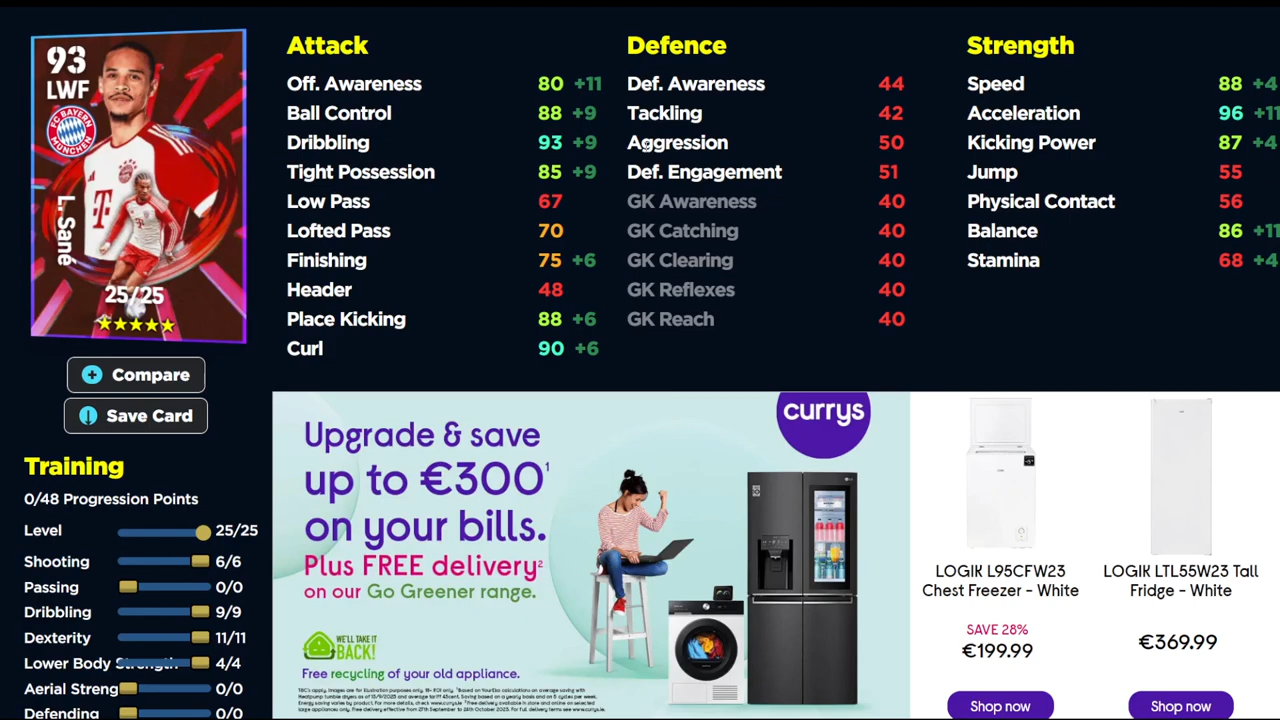 93
LWF
FC BAYERN
MÜNCHEN
L. Sané
25/25
Compare
Save Card
Training
0/48 Progression Points
Level 25/25
Shooting 6/6
Passing 0/0
Dribbling 9/9
Dexterity 11/11
Lower Body Strength 4/4
Aerial Streng 0/0
Defending 0/0
Attack
Off. Awareness 80 +11
Ball Control 88 +9
Dribbling 93 +9
Tight Possession 85 +9
Low Pass 67
Lofted Pass 70
Finishing 75 +6
Header 48
Place Kicking 88 +6
Curl 90 +6
Defence
Def. Awareness 44
Tackling 42
Aggression 50
Def. Engagement 51
GK Awareness 40
GK Catching 40
GK Clearing 40
GK Reflexes 40
GK Reach 40
Strength
Speed 88 +4
Acceleration 96 +11
Kicking Power 87 +4
Jump 55
Physical Contact 56
Balance 86 +11
Stamina 68 +4
currys
Upgrade & save
up to €300¹
on your bills.
Plus FREE delivery²
on our Go Greener range.
WE'LL TAKE IT
BACK!
Free recycling of your old appliance.
LOGIK L95CFW23
Chest Freezer - White
SAVE 28%
€199.99
Shop now
LOGIK LTL55W23 Tall
Fridge - White
€369.99
Shop now